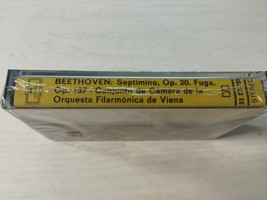 BEETHOVEN: Septimino, Op. 20. Fuga,
Op. 137 - Conjunto de Cámara de la
Orquesta Filarmónica de Viena